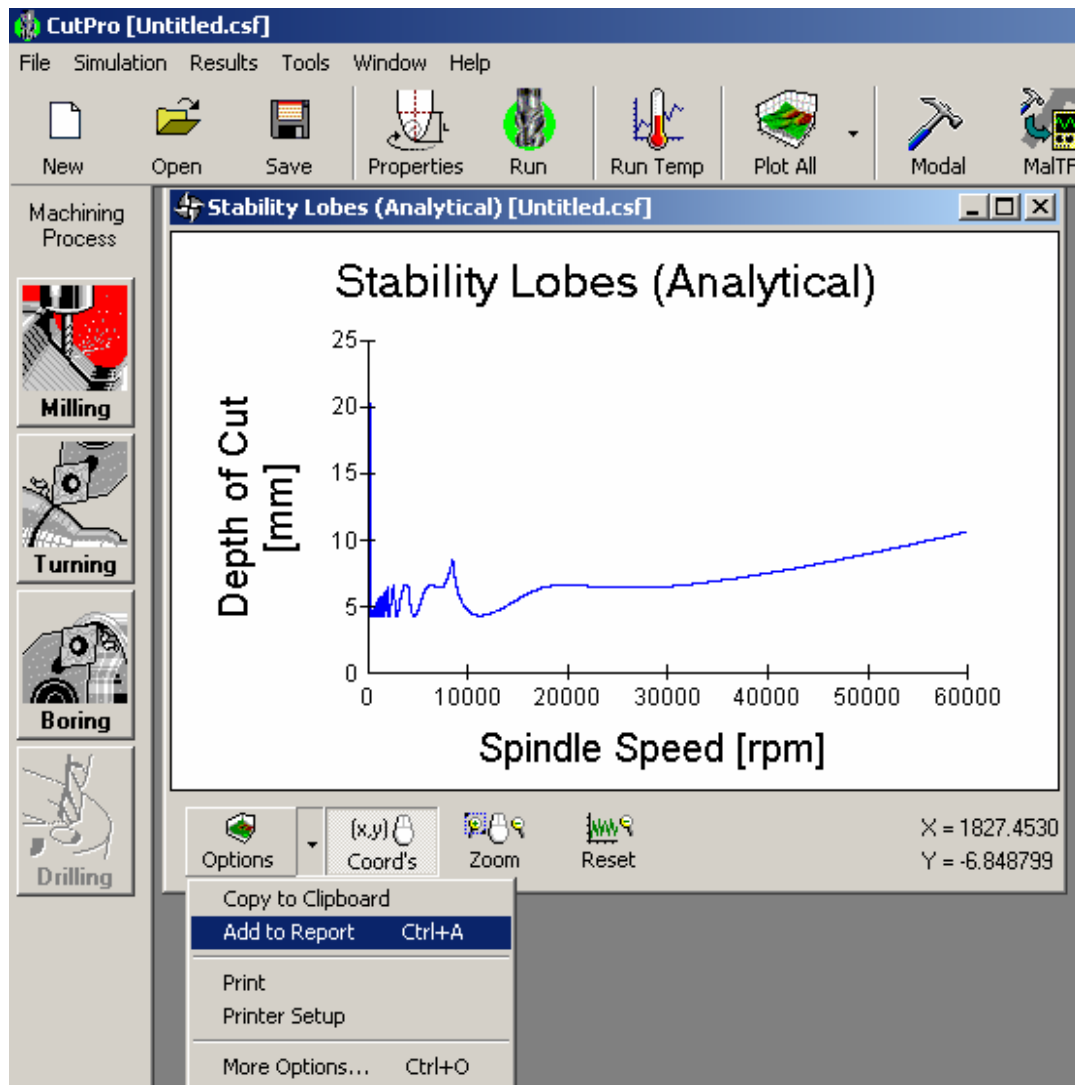 CutPro [Untitled.csf]
File Simulation Results Tools Window Help
New Open Save Properties Run Run Temp Plot All Modal MalTF
Machining
Process
Milling
Turning
Boring
Drilling
Stability Lobes (Analytical) [Untitled.csf]
Stability Lobes (Analytical)
Depth of Cut
[mm]
25
20
15
10
5
0
0 10000 20000 30000 40000 50000 60000
Spindle Speed [rpm]
Options
(x,y)
Coord's
Zoom
Reset
X = 1827.4530
Y = -6.848799
Copy to Clipboard
Add to Report Ctrl+A
Print
Printer Setup
More Options... Ctrl+O